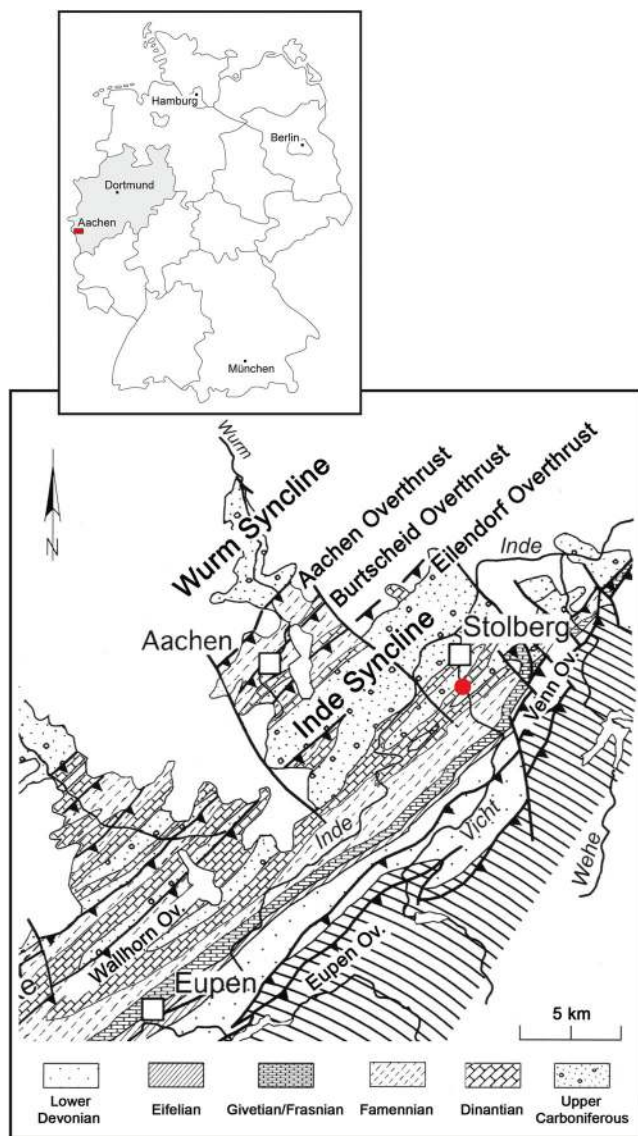 Hamburg
Berlin
Dortmund
Aachen
München
Wurm
N
Wurm Syncline
Aachen Overthrust
Burtscheid Overthrust
Eilendorf Overthrust
Inde
Aachen
Stolberg
Inde Syncline
Venn Ov.
Inde
Vicht
Wehe
Wallhorn Ov.
Eupen Ov.
e
Eupen
5 km
Lower
Devonian
Eifelian
Givetian/Frasnian
Famennian
Dinantian
Upper
Carboniferous